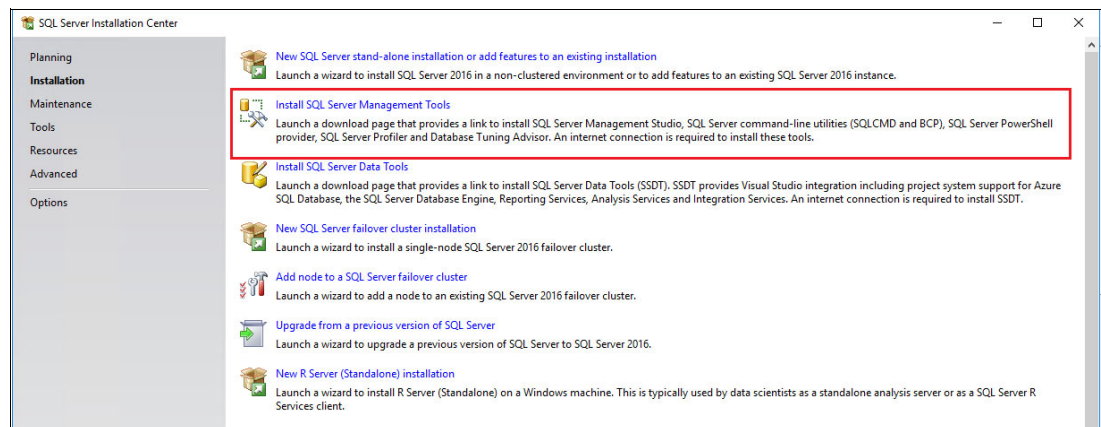 SQL Server Installation Center
Planning
Installation
Maintenance
Tools
Resources
Advanced
Options
New SQL Server stand-alone installation or add features to an existing installation
Launch a wizard to install SQL Server 2016 in a non-clustered environment or to add features to an existing SQL Server 2016 instance.
Install SQL Server Management Tools
Launch a download page that provides a link to install SQL Server Management Studio, SQL Server command-line utilities (SQLCMD and BCP), SQL Server PowerShell
provider, SQL Server Profiler and Database Tuning Advisor. An internet connection is required to install these tools.
Install SQL Server Data Tools
Launch a download page that provides a link to install SQL Server Data Tools (SSDT). SSDT provides Visual Studio integration including project system support for Azure
SQL Database, the SQL Server Database Engine, Reporting Services, Analysis Services and Integration Services. An internet connection is required to install SSDT.
New SQL Server failover cluster installation
Launch a wizard to install a single-node SQL Server 2016 failover cluster.
Add node to a SQL Server failover cluster
Launch a wizard to add a node to an existing SQL Server 2016 failover cluster.
Upgrade from a previous version of SQL Server
Launch a wizard to upgrade a previous version of SQL Server to SQL Server 2016.
New R Server (Standalone) installation
Launch a wizard to install R Server (Standalone) on a Windows machine. This is typically used by data scientists as a standalone analysis server or as a SQL Server R
Services client.